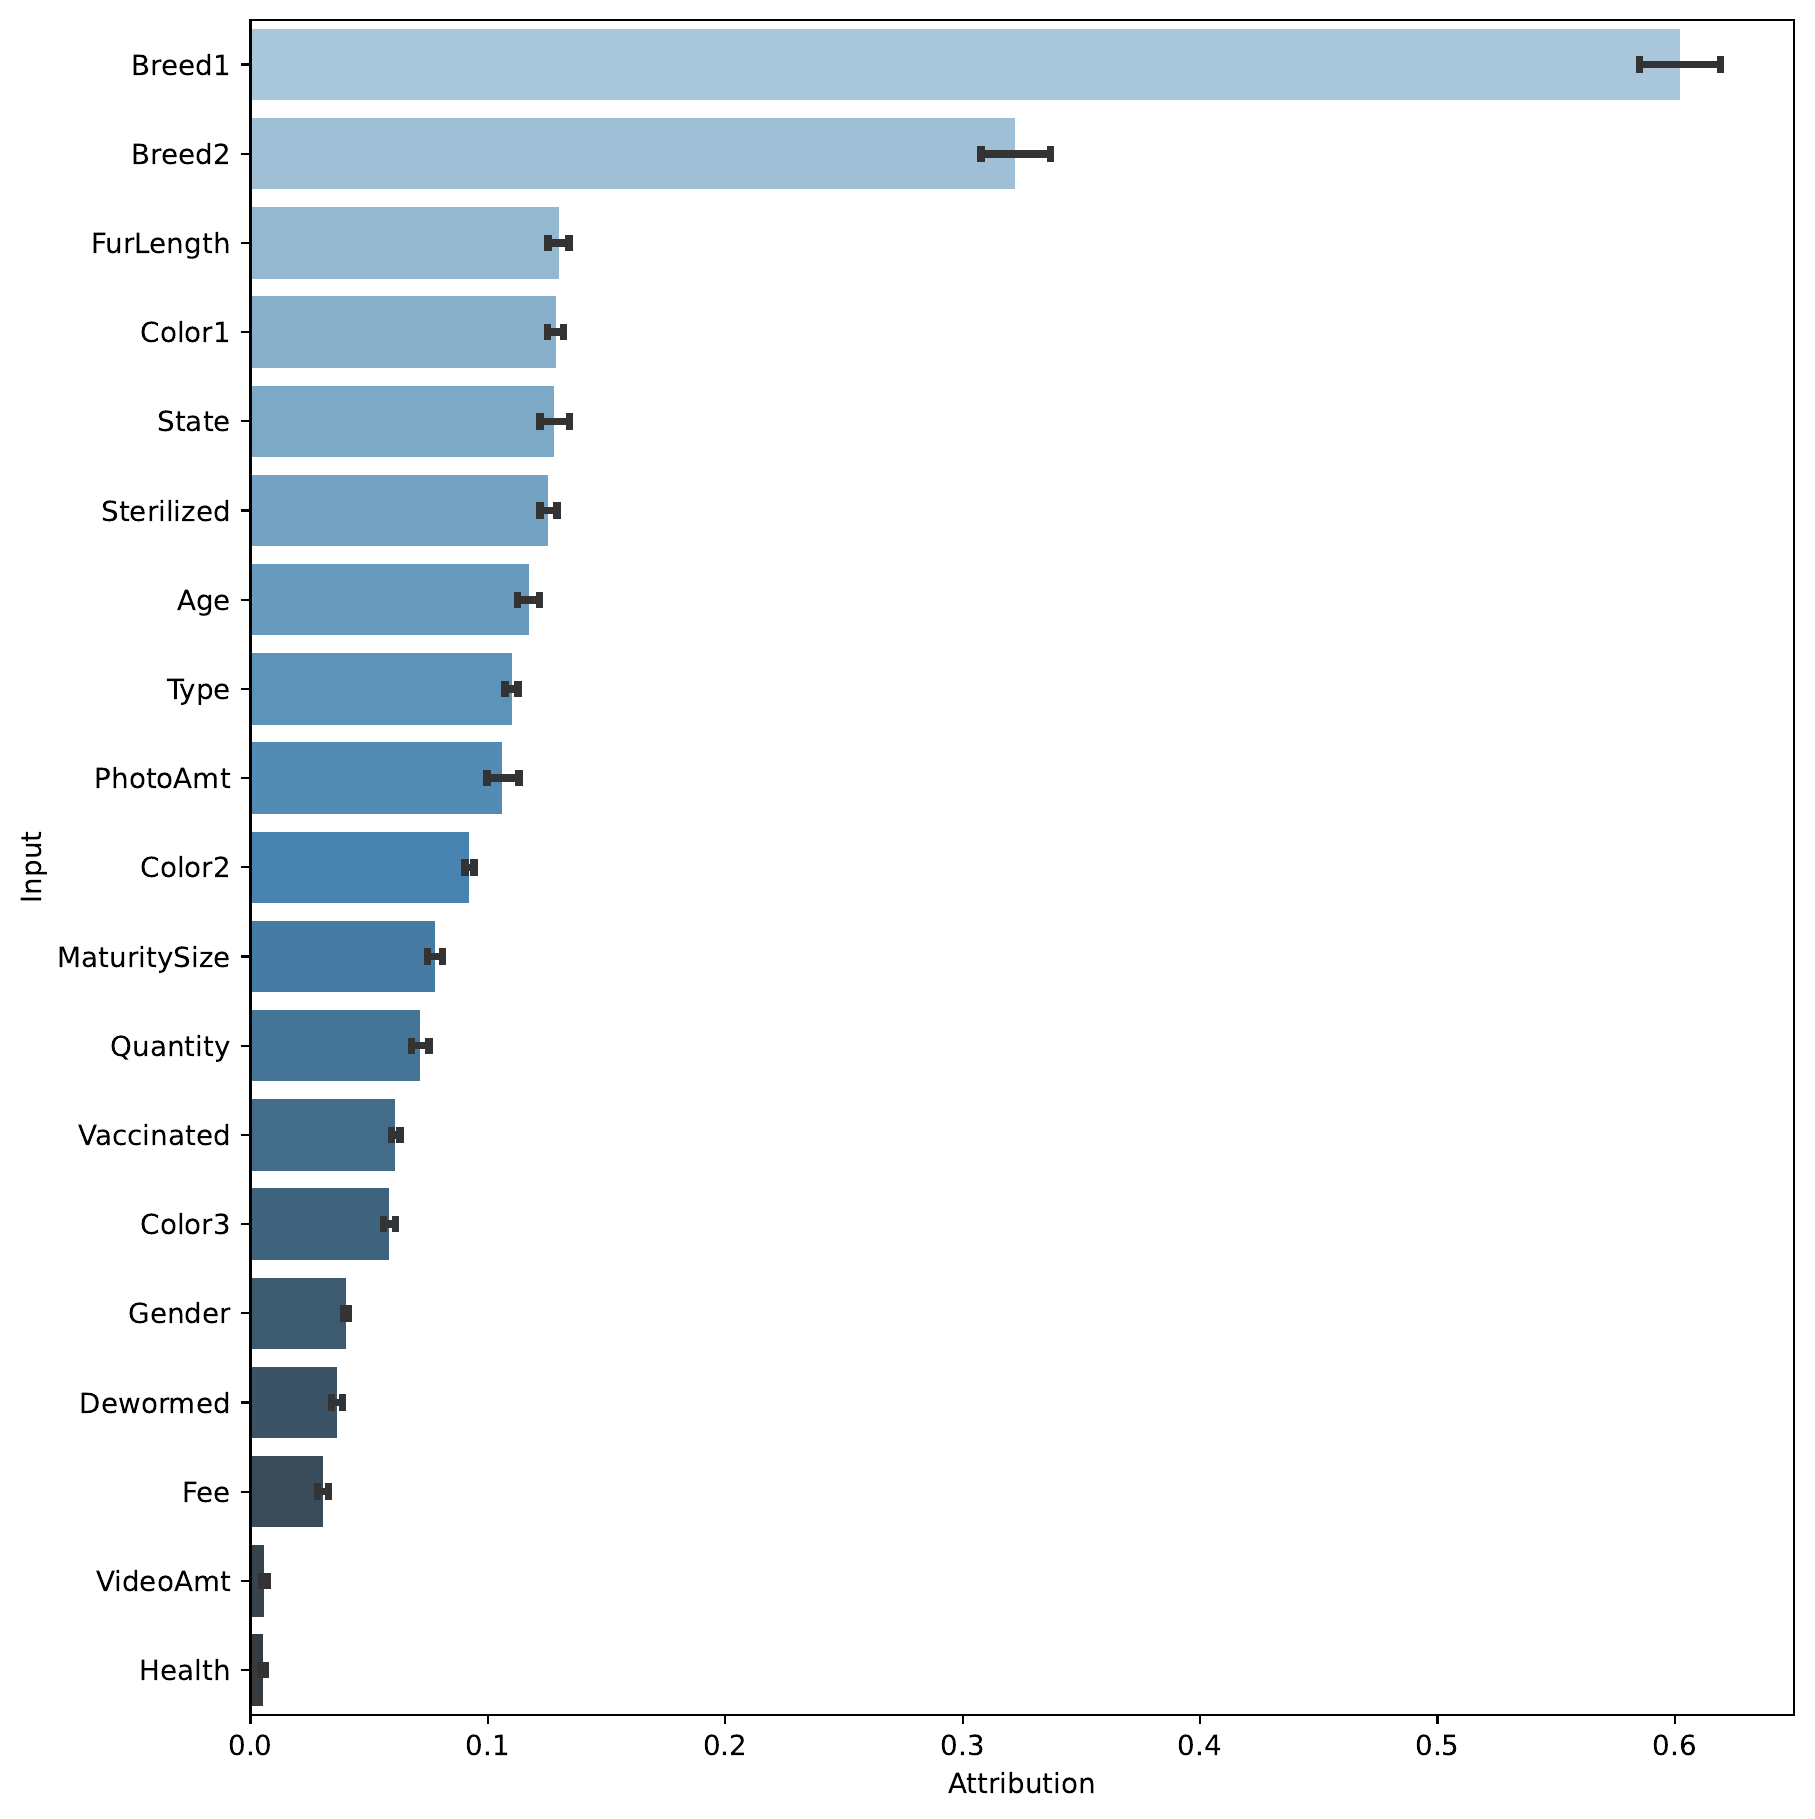 Breed1
Breed2
FurLength
Color1
State
Sterilized
Age
Type
PhotoAmt
Color2
MaturitySize
Quantity
Vaccinated
Color3
Gender
Dewormed
Fee
VideoAmt
Health
Input
0.0 0.1 0.2 0.3 0.4 0.5 0.6
Attribution